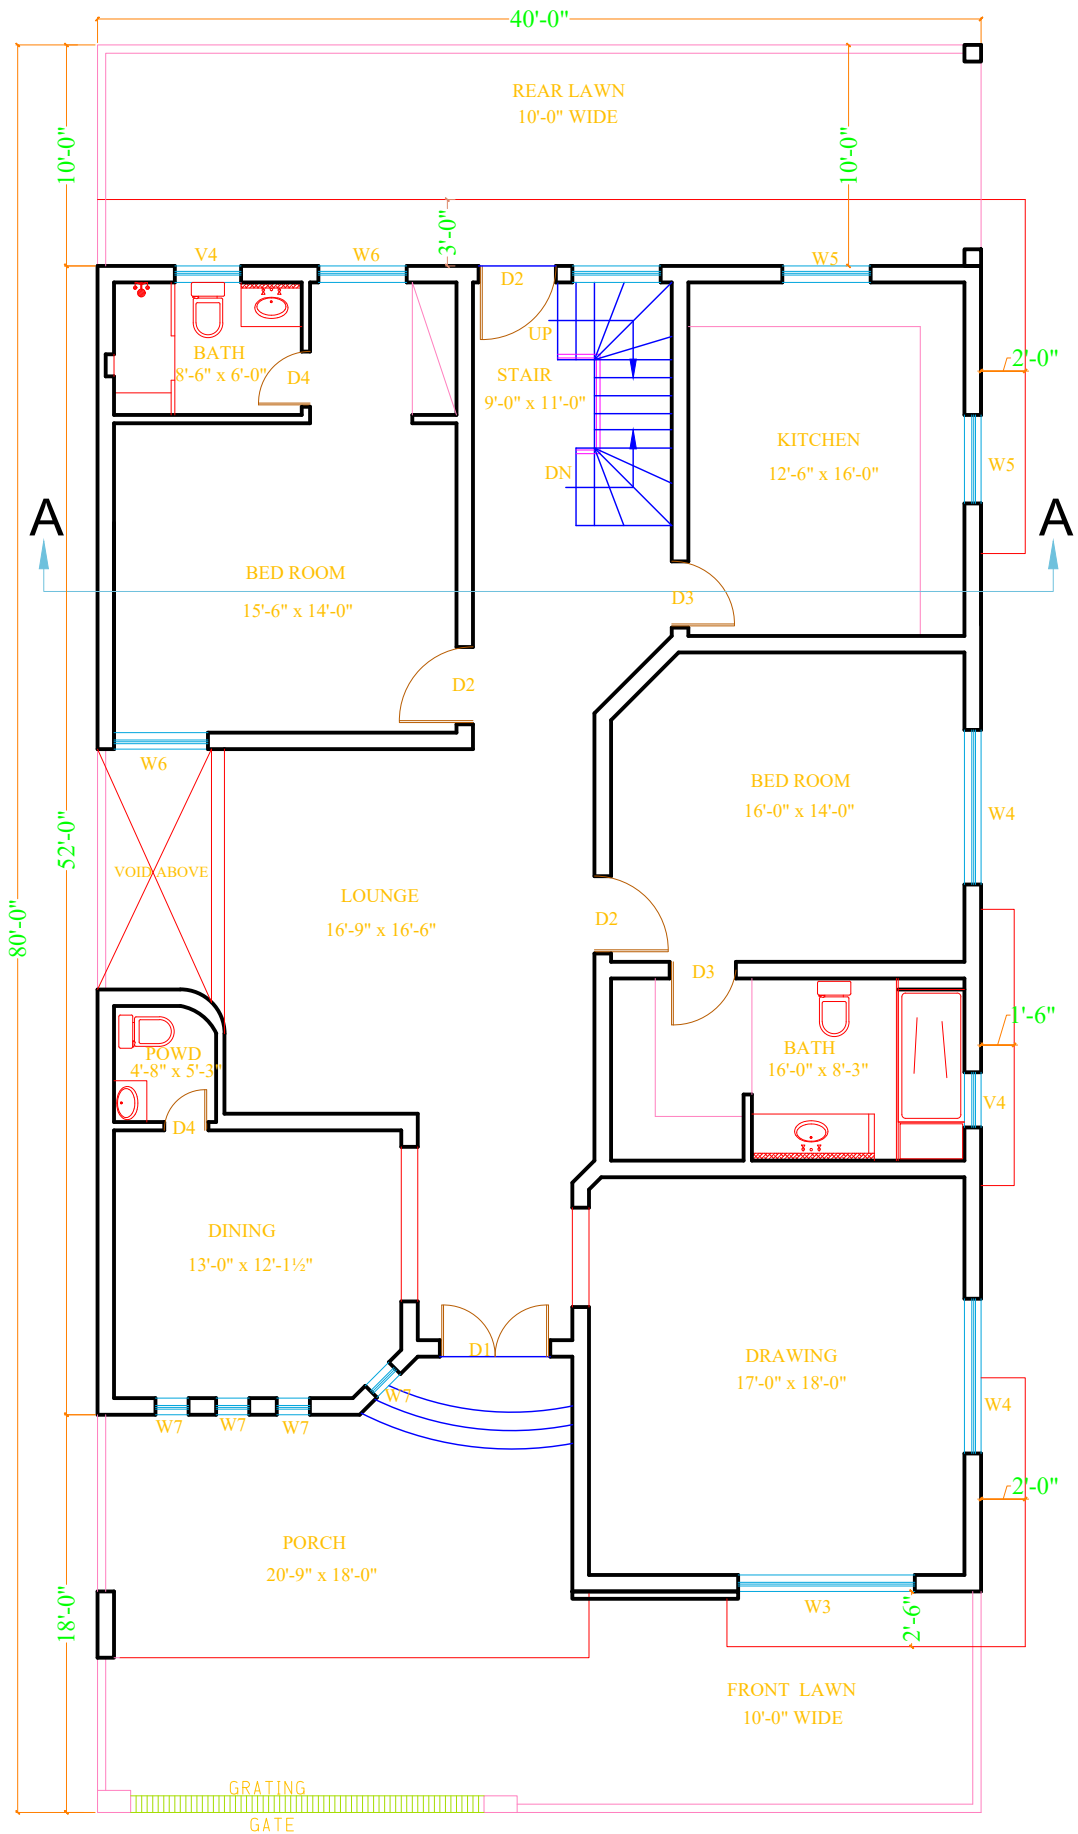 40'-0"
REAR LAWN
10'-0" WIDE
10'-0"
10'-0"
3'-0"
V4
W6
D2
W5
UP
BATH
8'-6" x 6'-0"
D4
STAIR
9'-0" x 11'-0"
2'-0"
KITCHEN
12'-6" x 16'-0"
W5
DN
A
A
BED ROOM
15'-6" x 14'-0"
D3
D2
W6
BED ROOM
16'-0" x 14'-0"
W4
52'-0"
VOID ABOVE
80'-0"
LOUNGE
16'-9" x 16'-6"
D2
D3
1'-6"
POWD
4'-8" x 5'-3"
BATH
16'-0" x 8'-3"
V4
D4
DINING
13'-0" x 12'-1½"
D1
DRAWING
17'-0" x 18'-0"
W7
W7
W7
W7
W4
2'-0"
PORCH
20'-9" x 18'-0"
18'-0"
W3
2'-6"
FRONT LAWN
10'-0" WIDE
GRATING
GATE